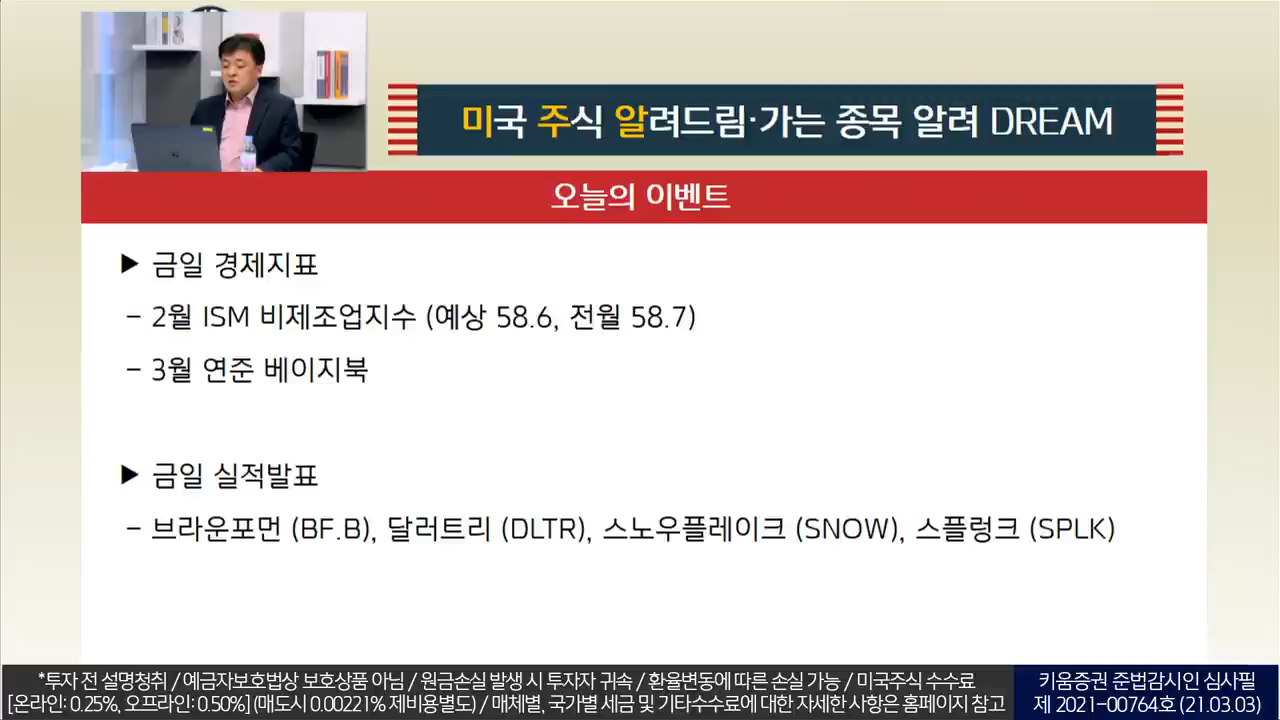 미국 주식 알려드림·가는 종목 알려 DREAM
오늘의 이벤트
▶ 금일 경제지표
- 2월 ISM 비제조업지수 (예상 58.6, 전월 58.7)
- 3월 연준 베이지북
▶ 금일 실적발표
- 브라운포먼 (BF.B), 달러트리 (DLTR), 스노우플레이크 (SNOW), 스플렁크 (SPLK)
*투자 전 설명청취 / 예금자보호법상 보호상품 아님 / 원금손실 발생 시 투자자 귀속 / 환율변동에 따른 손실 가능 / 미국주식 수수료
[온라인: 0.25%, 오프라인: 0.50%] (매도시 0.00221% 제비용별도) / 매체별, 국가별 세금 및 기타수수료에 대한 자세한 사항은 홈페이지 참고
키움증권 준법감시인 심사필
제 2021-00764호 (21.03.03)